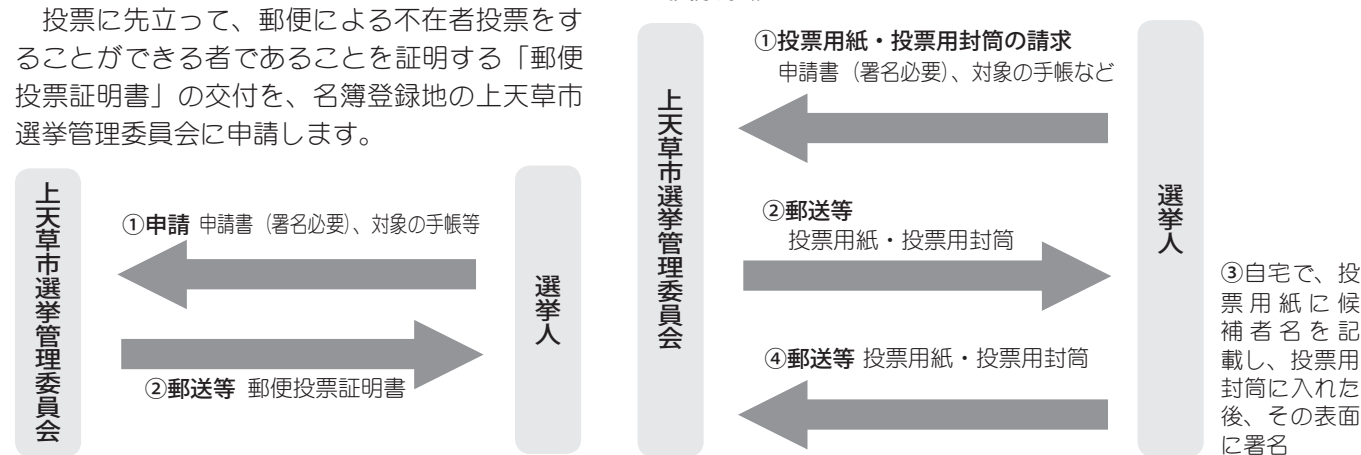 投票に先立って、郵便による不在者投票をす
ることができる者であることを証明する「郵便
投票証明書」の交付を、名簿登録地の上天草市
選挙管理委員会に申請します。
上天草市選挙管理委員会
①申請 申請書（署名必要）、対象の手帳等
②郵送等 郵便投票証明書
選挙人
上天草市選挙管理委員会
①投票用紙・投票用封筒の請求
申請書（署名必要）、対象の手帳など
②郵送等
投票用紙・投票用封筒
④郵送等 投票用紙・投票用封筒
選挙人
③自宅で、投
票用紙に候
補者名を記
載し、投票用
封筒に入れた
後、その表面
に署名